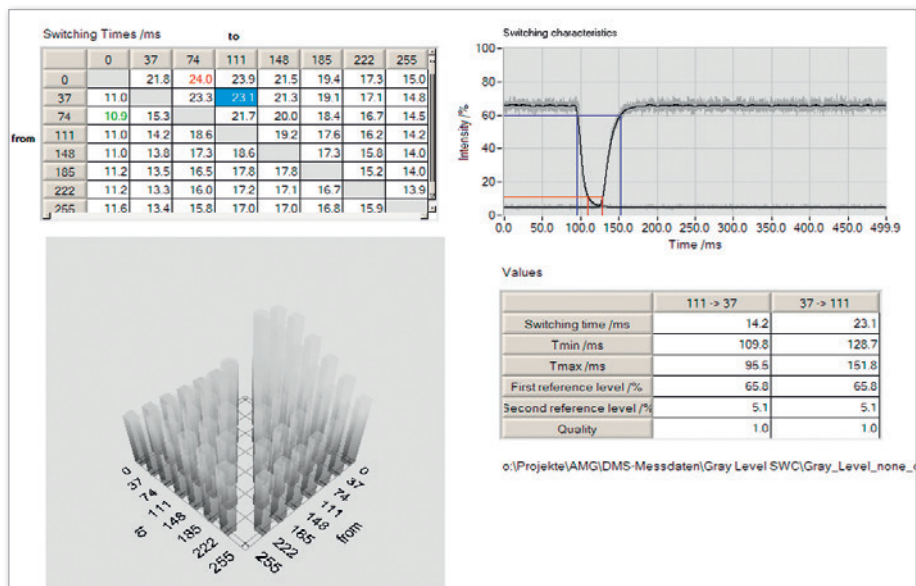 Switching Times /ms
to
0 37 74 111 148 185 222 255
0 21.8 24.0 23.9 21.5 19.4 17.3 15.0
37 11.0 23.3 23.1 21.3 19.1 17.1 14.8
74 10.9 15.3 21.7 20.0 18.4 16.7 14.5
from
111 11.0 14.2 18.6 19.2 17.6 16.2 14.2
148 11.0 13.8 17.3 18.6 17.3 15.8 14.0
185 11.2 13.5 16.5 17.8 17.8 15.2 14.0
222 11.2 13.3 16.0 17.2 17.1 16.7 13.9
255 11.6 13.4 15.8 17.0 17.0 16.8 15.9
Switching characteristics
100
80
60
40
20
0
Intensity /%
0.0 50.0 100.0 150.0 200.0 250.0 300.0 350.0 400.0 499.9
Time /ms
0
37
74
111
148
185
222
255
to
0
37
74
111
148
185
222
255
from
Values
111 -> 37 37 -> 111
Switching time /ms 14.2 23.1
Tmin /ms 109.8 128.7
Tmax /ms 95.5 151.8
First reference level /% 65.8 65.8
Second reference level /% 5.1 5.1
Quality 1.0 1.0
o:\Projekte\AMG\DMS-Messdaten\Gray Level SWC\Gray_Level_none_